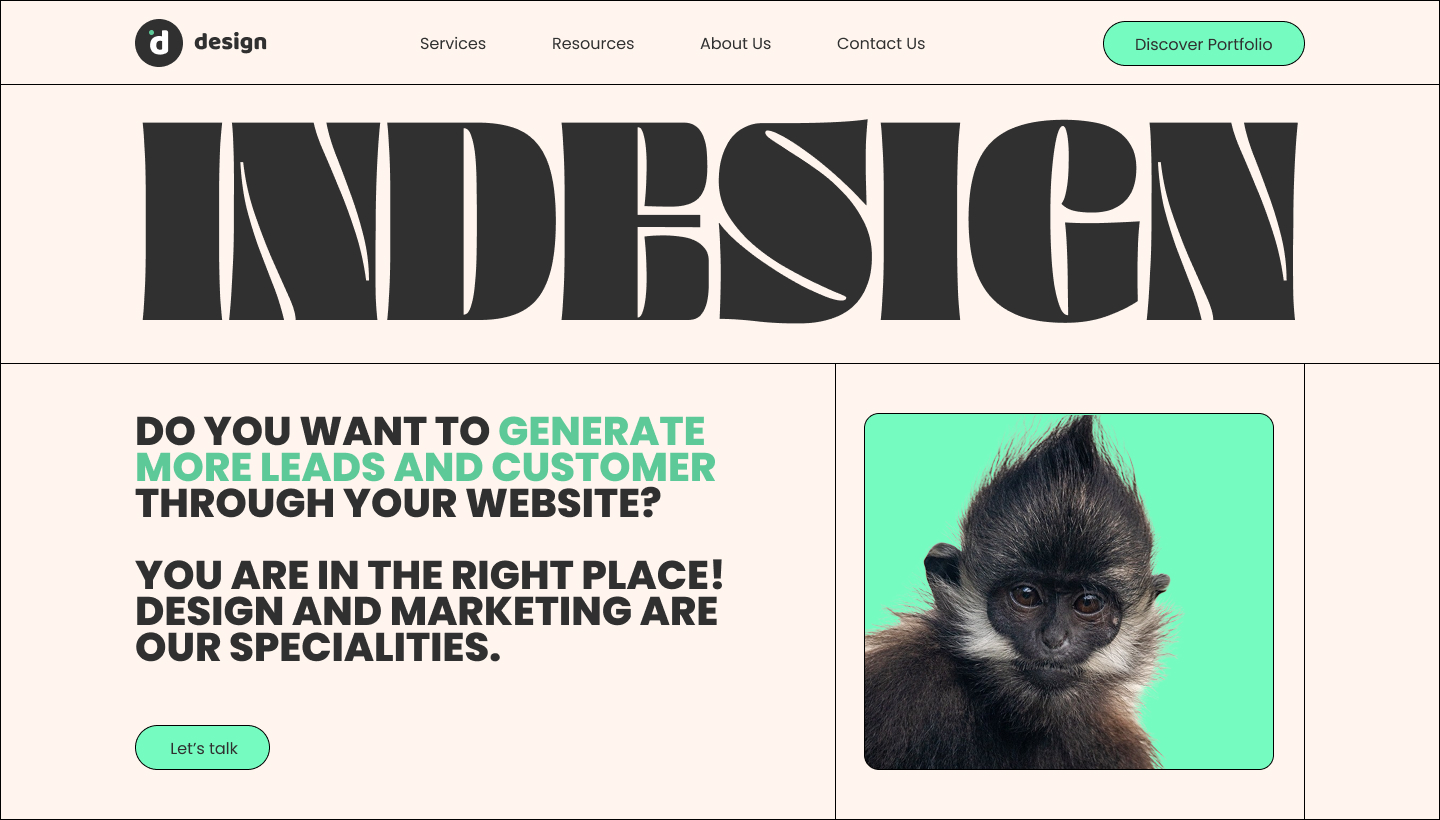 d design
Services
Resources
About Us
Contact Us
Discover Portfolio
INDESIGN
DO YOU WANT TO GENERATE
MORE LEADS AND CUSTOMER
THROUGH YOUR WEBSITE?
YOU ARE IN THE RIGHT PLACE!
DESIGN AND MARKETING ARE
OUR SPECIALITIES.
Let’s talk